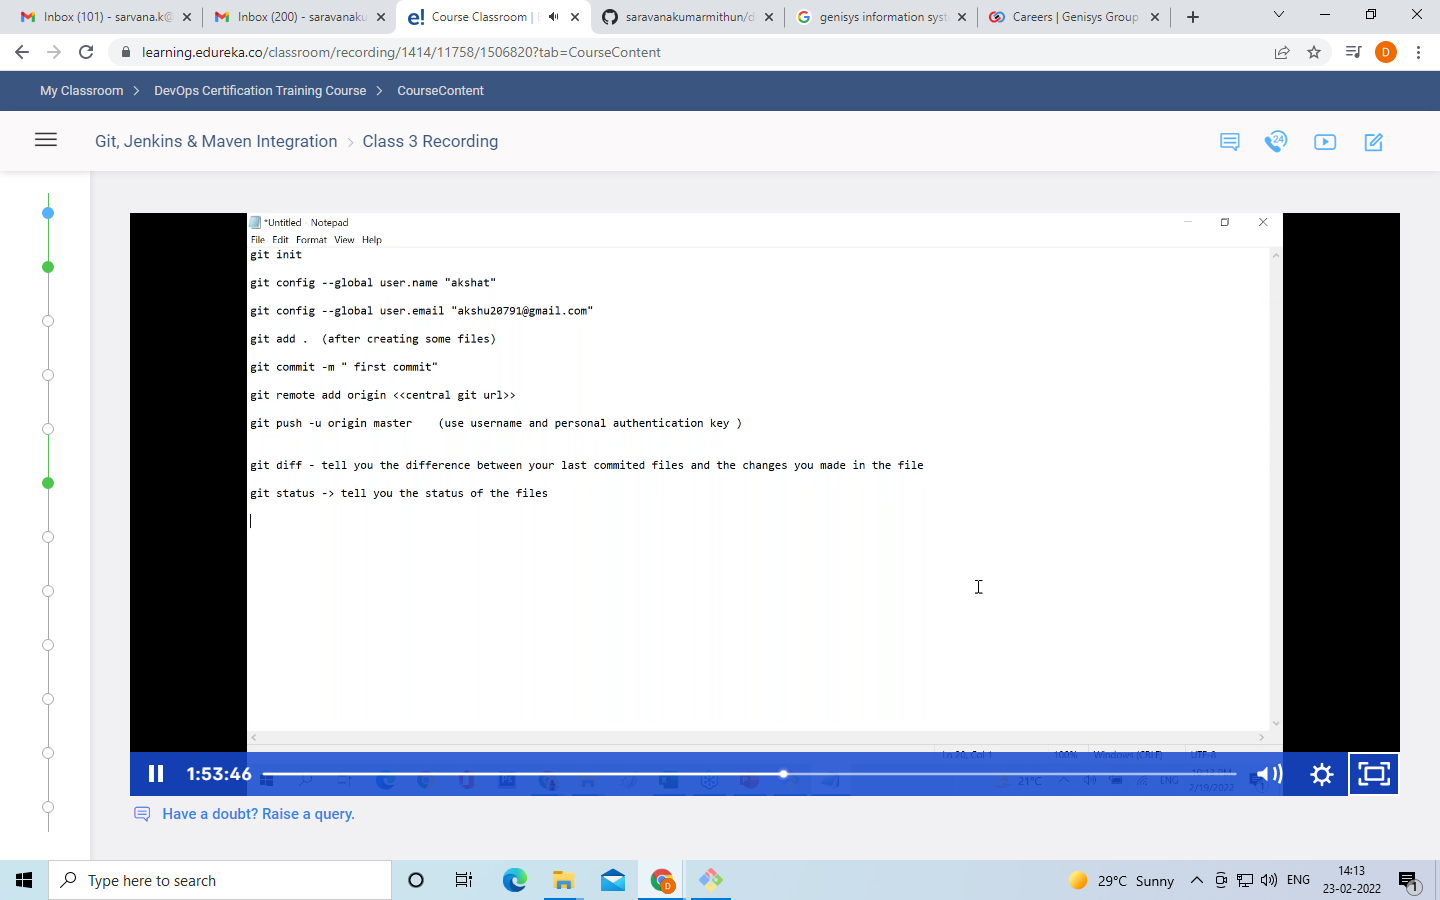 Inbox (101) - sarvana.k@
Inbox (200) - saravanaku
Course Classroom |
saravanakumarmithun/d
genisys information syst
Careers | Genisys Group
learning.edureka.co/classroom/recording/1414/11758/1506820?tab=CourseContent
D
My Classroom > DevOps Certification Training Course > CourseContent
Git, Jenkins & Maven Integration > Class 3 Recording
24
*Untitled - Notepad
File Edit Format View Help
git init
git config --global user.name "akshat"
git config --global user.email "akshu20791@gmail.com"
git add . (after creating some files)
git commit -m " first commit"
git remote add origin <<central git url>>
git push -u origin master (use username and personal authentication key )
git diff - tell you the difference between your last commited files and the changes you made in the file
git status -> tell you the status of the files
Ln 20, Col 1 100% Windows (CRLF) UTF-8
1:53:46
21°C ENG
2/19/2022
Have a doubt? Raise a query.
Type here to search
D
29°C Sunny
ENG
14:13
23-02-2022
1